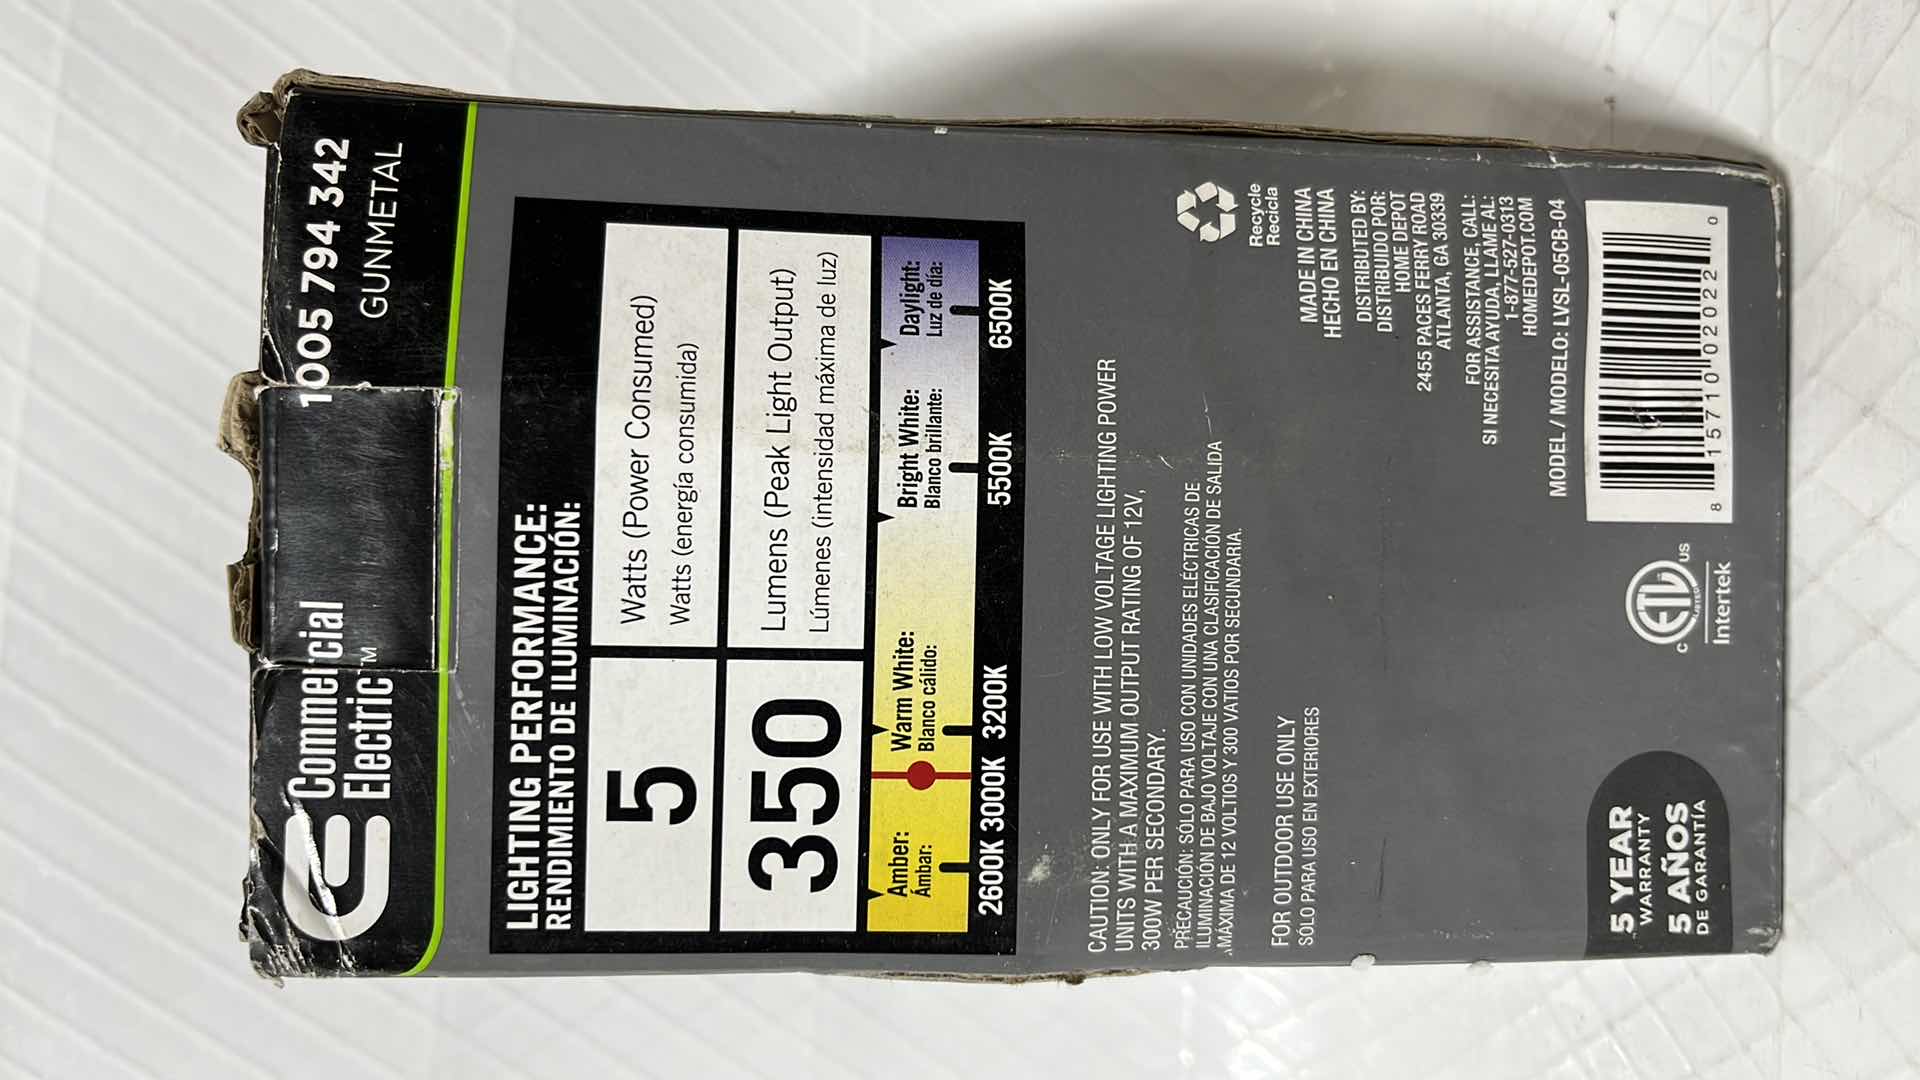 Commercial
Electric™
1005 794 342
GUNMETAL
LIGHTING PERFORMANCE:
RENDIMIENTO DE ILUMINACIÓN:
5
Watts (Power Consumed)
Watts (energía consumida)
350
Lumens (Peak Light Output)
Lúmenes (intensidad máxima de luz)
Amber:
Ámbar:
Warm White:
Blanco cálido:
Bright White:
Blanco brillante:
Daylight:
Luz de día:
2600K 3000K 3200K 5500K 6500K
CAUTION: ONLY FOR USE WITH LOW VOLTAGE LIGHTING POWER
UNITS WITH A MAXIMUM OUTPUT RATING OF 12V,
300W PER SECONDARY.
PRECAUCIÓN: SÓLO PARA USO CON UNIDADES ELÉCTRICAS DE
ILUMINACIÓN DE BAJO VOLTAJE CON UNA CLASIFICACIÓN DE SALIDA
MÁXIMA DE 12 VOLTIOS Y 300 VATIOS POR SECUNDARIA.
FOR OUTDOOR USE ONLY
SÓLO PARA USO EN EXTERIORES
Recycle
Recicla
MADE IN CHINA
HECHO EN CHINA
DISTRIBUTED BY:
DISTRIBUIDO POR:
HOME DEPOT
2455 PACES FERRY ROAD
ATLANTA, GA 30339
FOR ASSISTANCE, CALL:
SI NECESITA AYUDA, LLAME AL:
1-877-527-0313
HOMEDEPOT.COM
MODEL / MODELO: LVSL-05CB-04
8 15710 02022 0
5 YEAR
WARRANTY
5 AÑOS
DE GARANTÍA
C ETL US
LISTED
Intertek